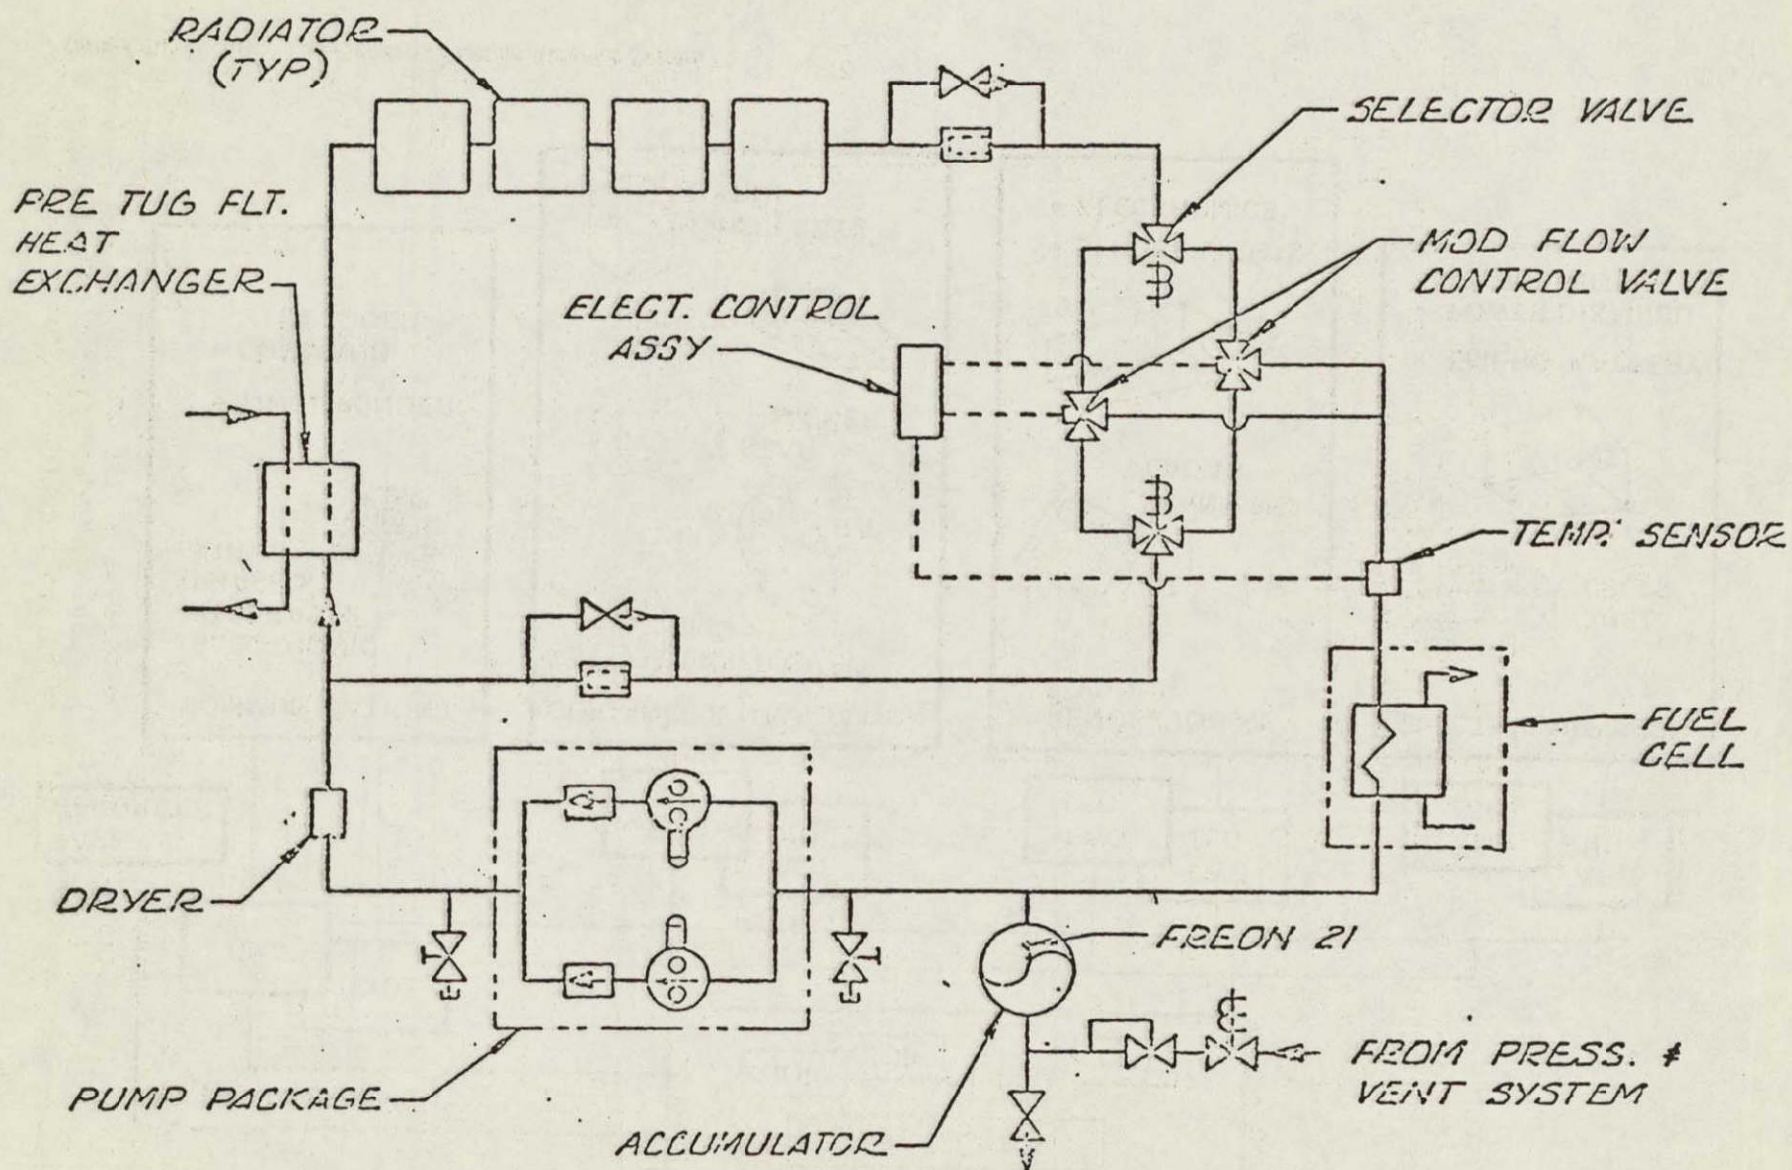 RADIATOR
(TYP)
SELECTOR VALVE
PRE TUG FLT.
HEAT
EXCHANGER
MOD FLOW
CONTROL VALVE
ELECT. CONTROL
ASSY
TEMP. SENSOR
FUEL
CELL
DRYER
FREON 21
PUMP PACKAGE
FROM PRESS. &
VENT SYSTEM
ACCUMULATOR